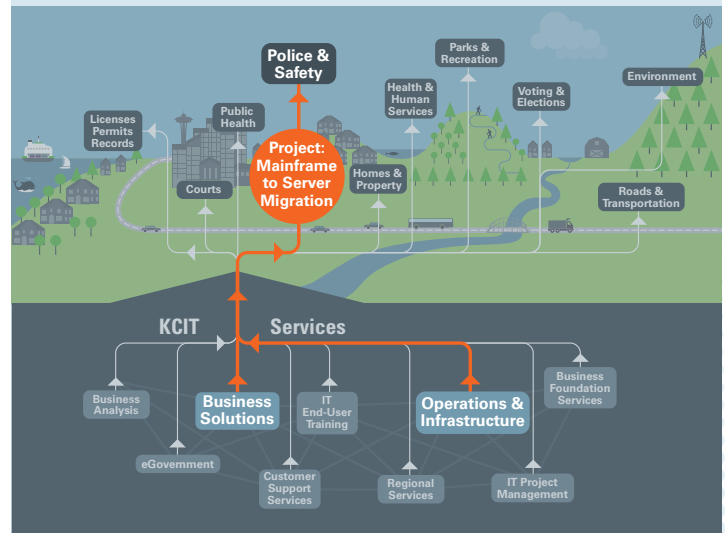 Police &
Safety
Parks &
Recreation
Environment
Health &
Human
Services
Voting &
Elections
Licenses
Permits
Records
Public
Health
Project:
Mainframe
to Server
Migration
Courts
Homes &
Property
Roads &
Transportation
KCIT Services
Business
Analysis
Business
Solutions
IT
End-User
Training
Operations &
Infrastructure
Business
Foundation
Services
eGovernment
Customer
Support
Services
Regional
Services
IT Project
Management